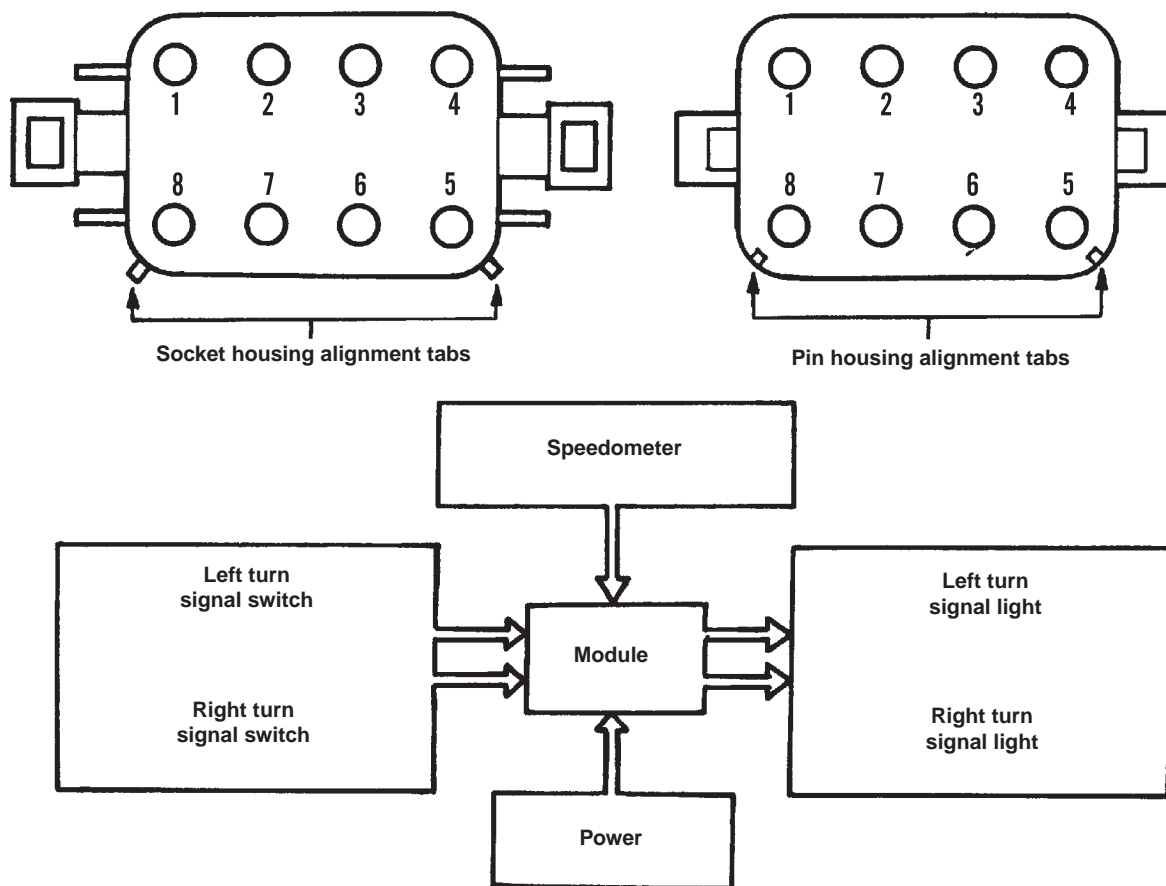 1 2 3 4
8 7 6 5
Socket housing alignment tabs
1 2 3 4
8 7 6 5
Pin housing alignment tabs
Speedometer
Left turn
signal switch
Right turn
signal switch
Module
Left turn
signal light
Right turn
signal light
Power